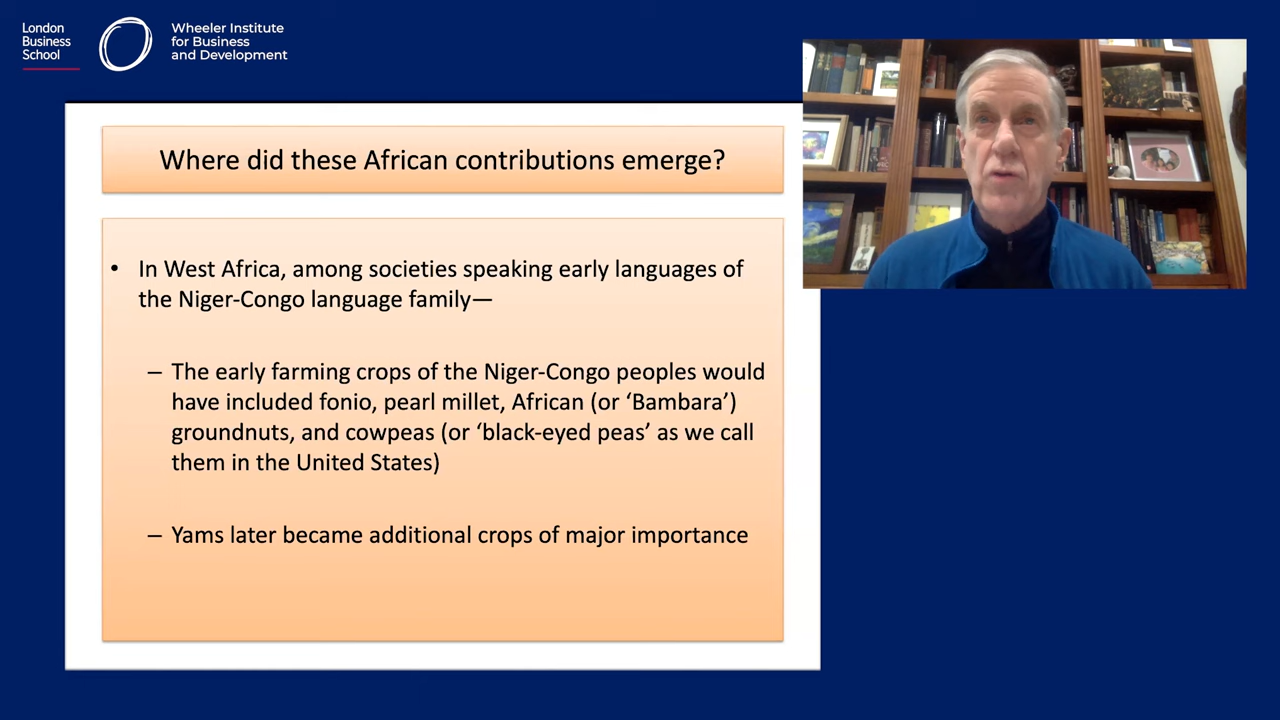 London
Business
School
Wheeler Institute
for Business
and Development
Where did these African contributions emerge?
• In West Africa, among societies speaking early languages of
the Niger-Congo language family—
– The early farming crops of the Niger-Congo peoples would
have included fonio, pearl millet, African (or ‘Bambara’)
groundnuts, and cowpeas (or ‘black-eyed peas’ as we call
them in the United States)
– Yams later became additional crops of major importance